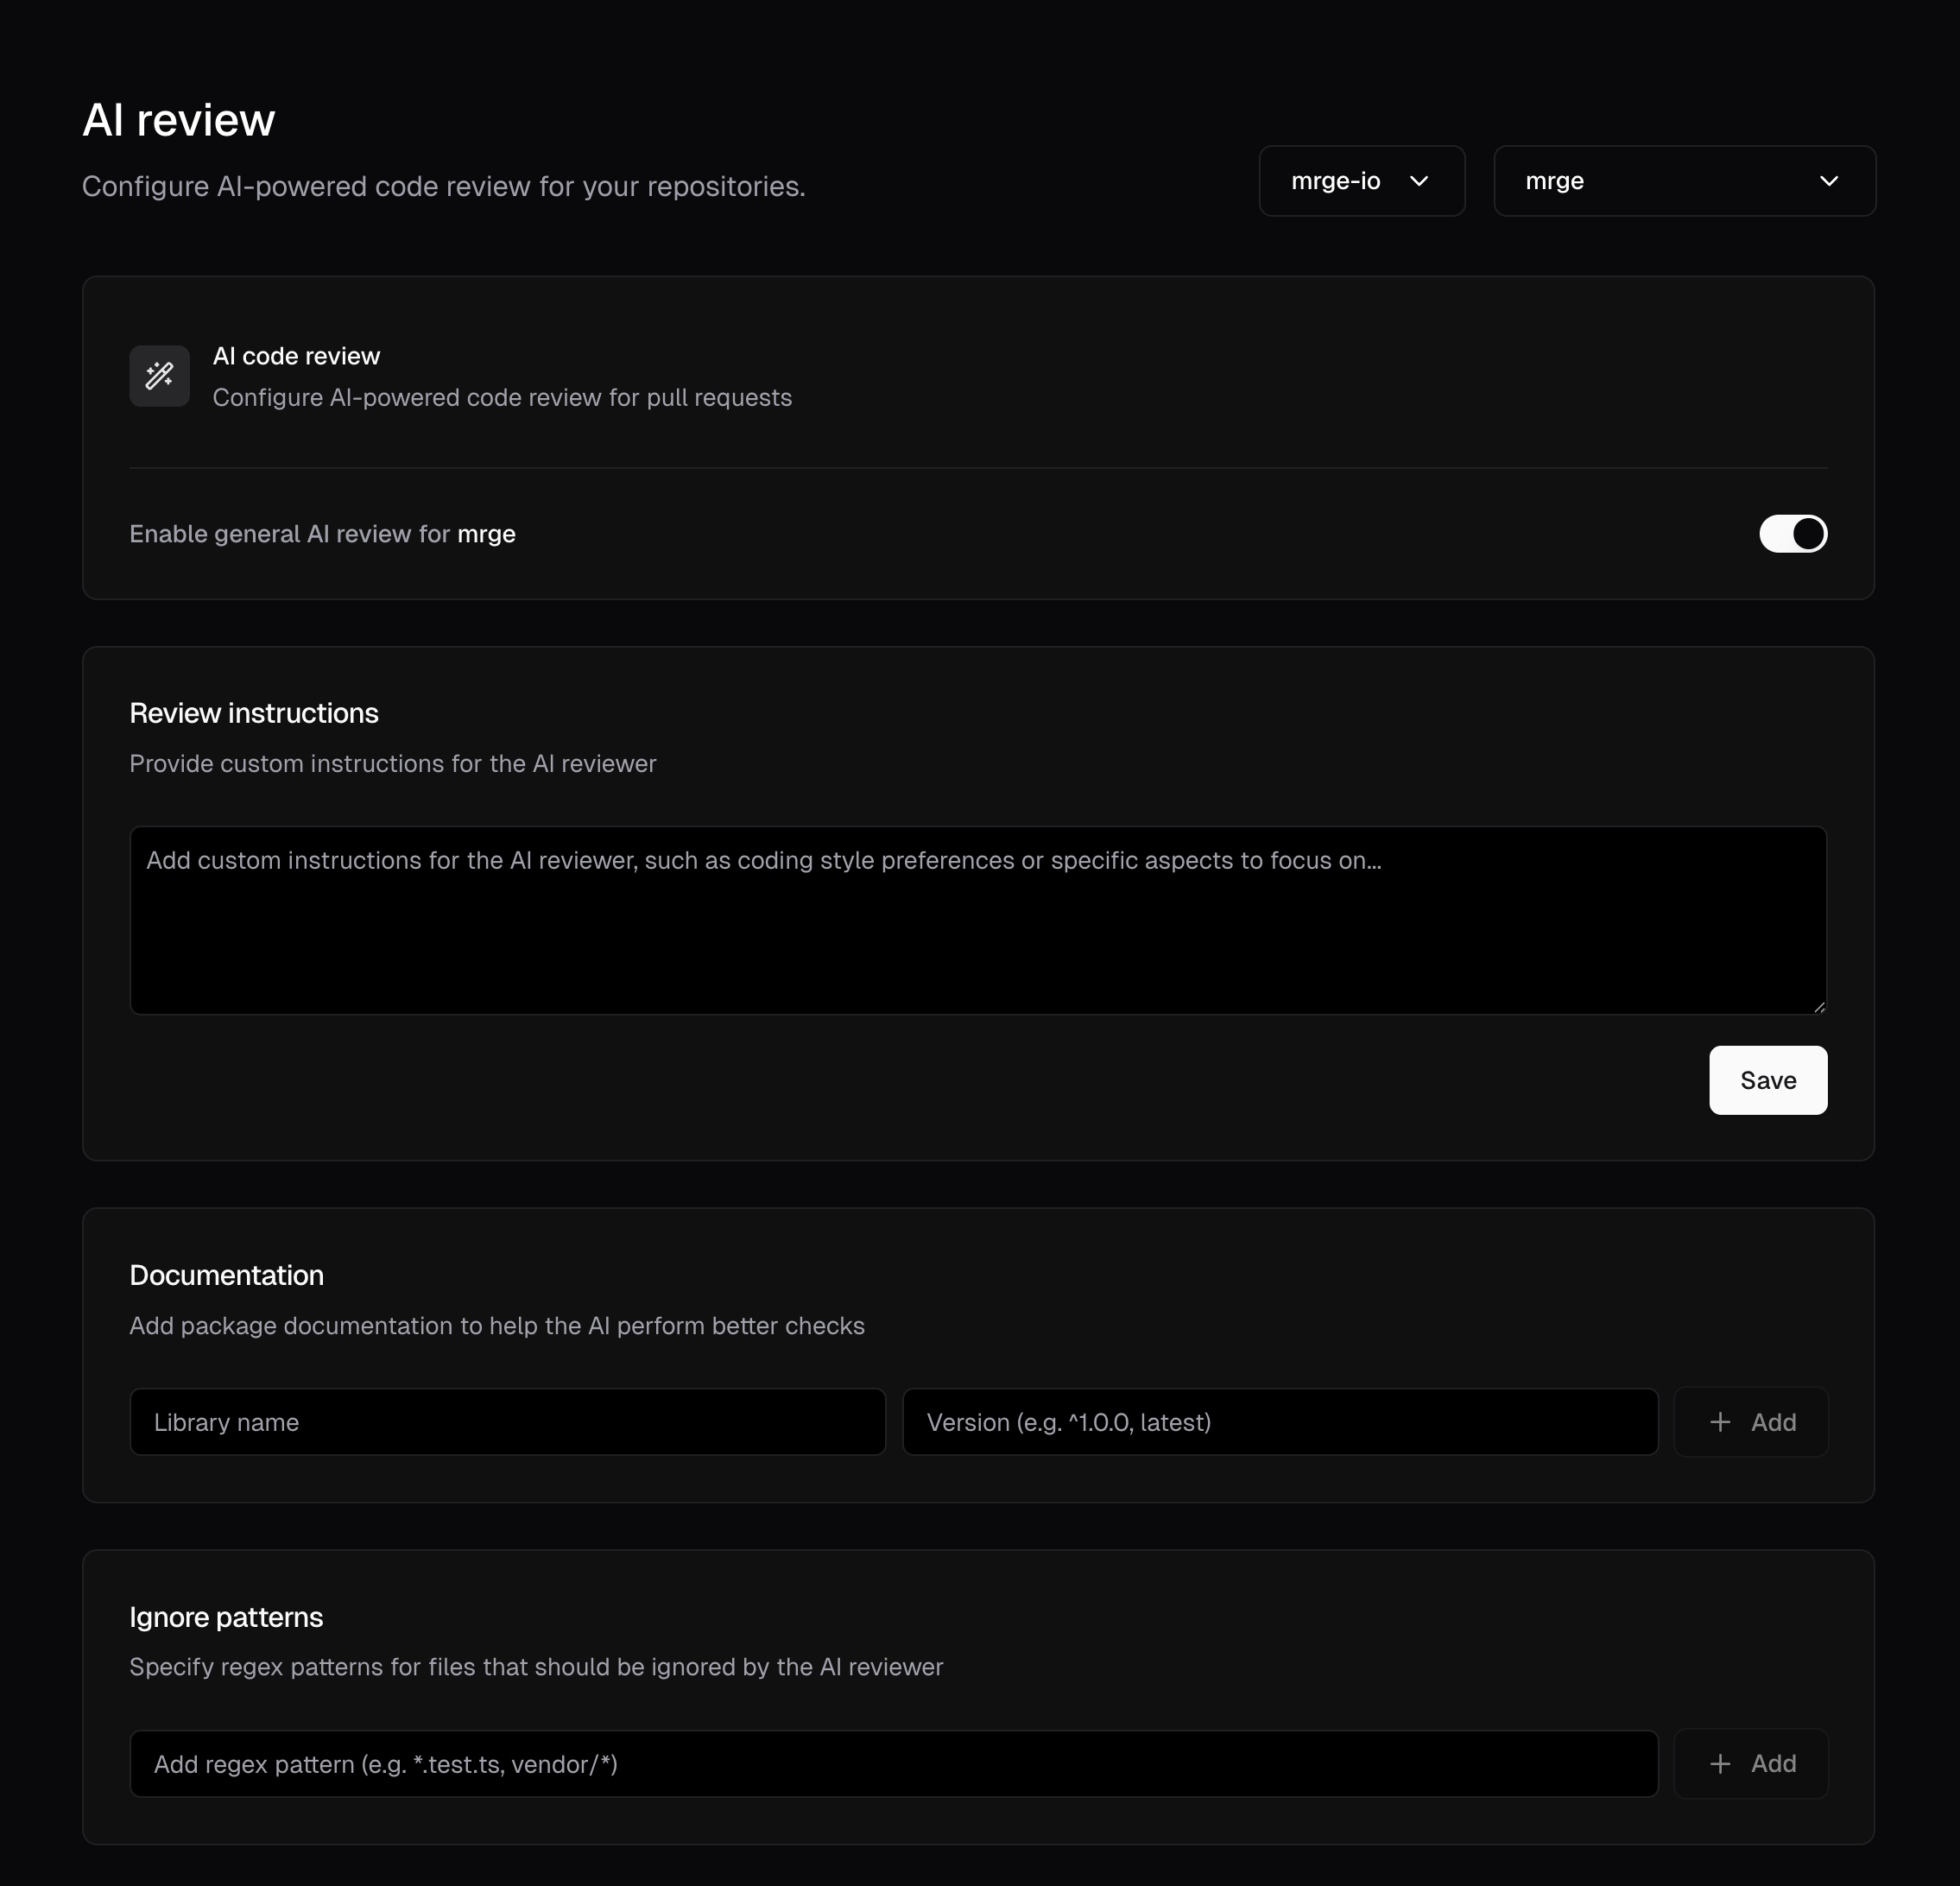 AI review
Configure AI-powered code review for your repositories.
mrge-io
mrge
AI code review
Configure AI-powered code review for pull requests
Enable general AI review for mrge
Review instructions
Provide custom instructions for the AI reviewer
Add custom instructions for the AI reviewer, such as coding style preferences or specific aspects to focus on...
Save
Documentation
Add package documentation to help the AI perform better checks
Library name
Version (e.g. ^1.0.0, latest)
Add
Ignore patterns
Specify regex patterns for files that should be ignored by the AI reviewer
Add regex pattern (e.g. *.test.ts, vendor/*)
Add